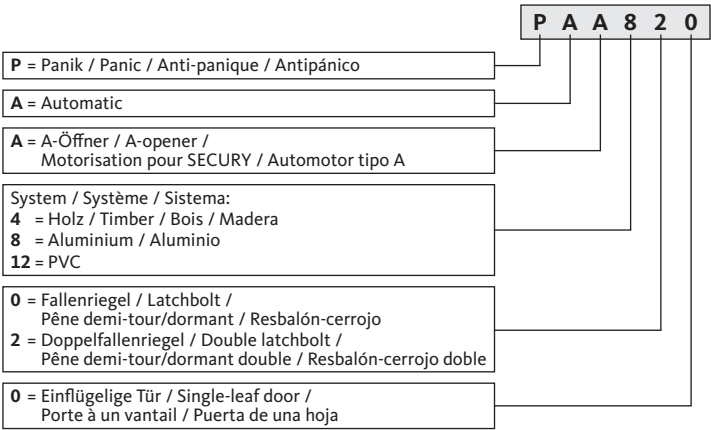 P A A 8 2 0
P = Panik / Panic / Anti-panique / Antipánico
A = Automatic
A = A-Öffner / A-opener /
Motorisation pour SECURY / Automotor tipo A
System / Système / Sistema:
4 = Holz / Timber / Bois / Madera
8 = Aluminium / Aluminio
12 = PVC
0 = Fallenriegel / Latchbolt /
Pêne demi-tour/dormant / Resbalón-cerrojo
2 = Doppelfallenriegel / Double latchbolt /
Pêne demi-tour/dormant double / Resbalón-cerrojo doble
0 = Einflügelige Tür / Single-leaf door /
Porte à un vantail / Puerta de una hoja